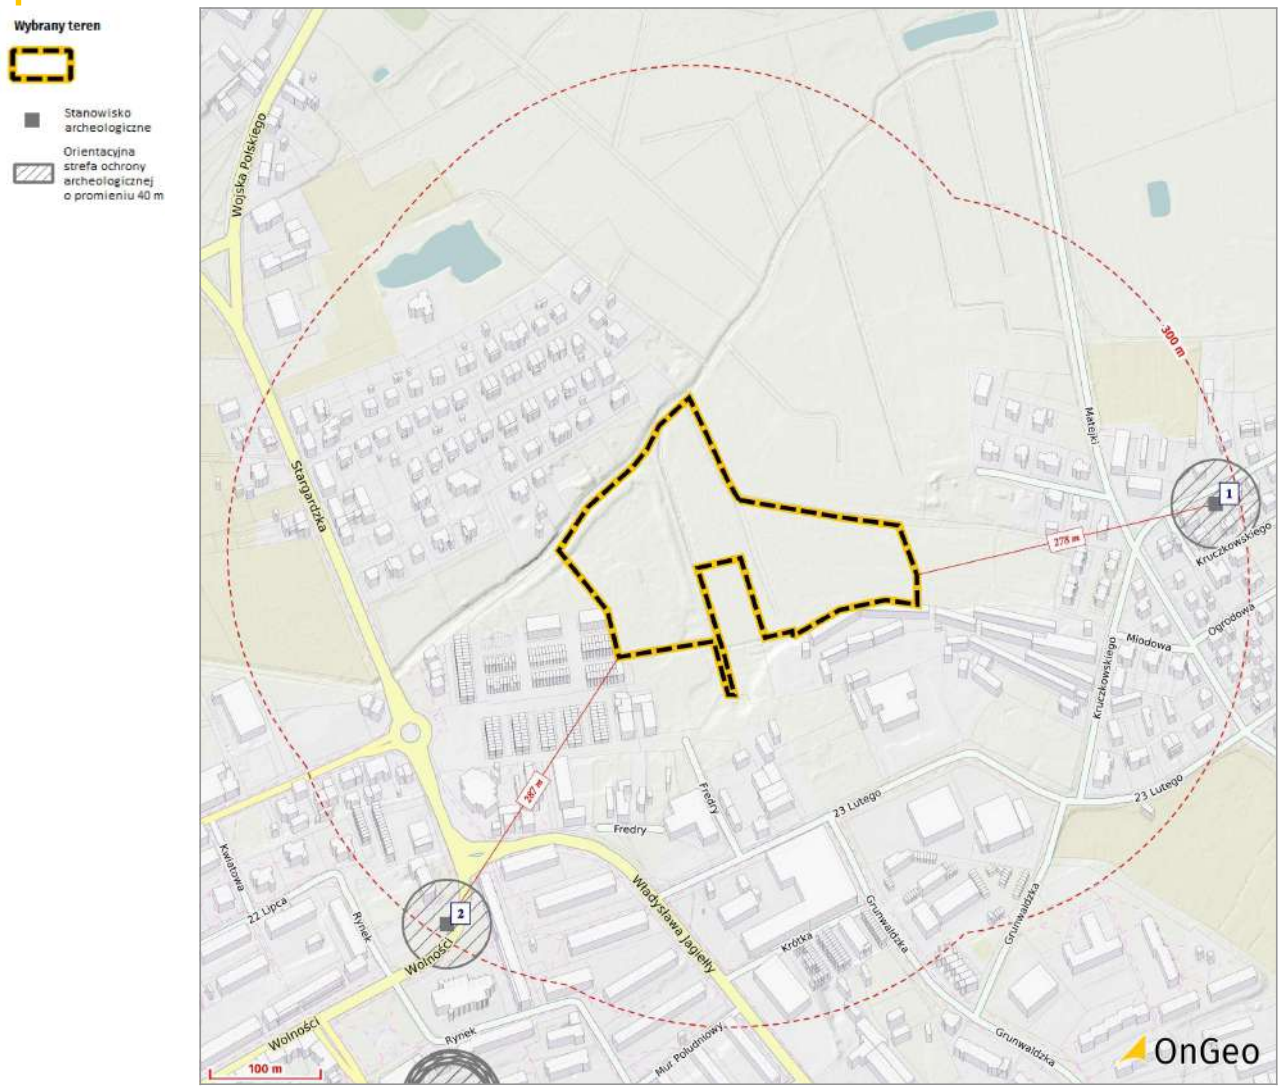 Wybrany teren
Stanowisko
archeologiczne
Orientacyjna
strefa ochrony
archeologicznej
o promieniu 40 m
Wojska Polskiego
300 m
Matejki
1
Stargardzka
278 m
Kruczkowskiego
Ogrodowa
Miodowa
Kruczkowskiego
287 m
Fredry
23 Lutego
23 Lutego
Fredry
Kwiatowa
22 Lipca
Rynek
2
Wolności
Władysława Jagiełły
Krótka
Grunwaldzka
Grunwaldzka
Wolności
Rynek
Mur Południowy
Grunwaldzka
100 m
OnGeo